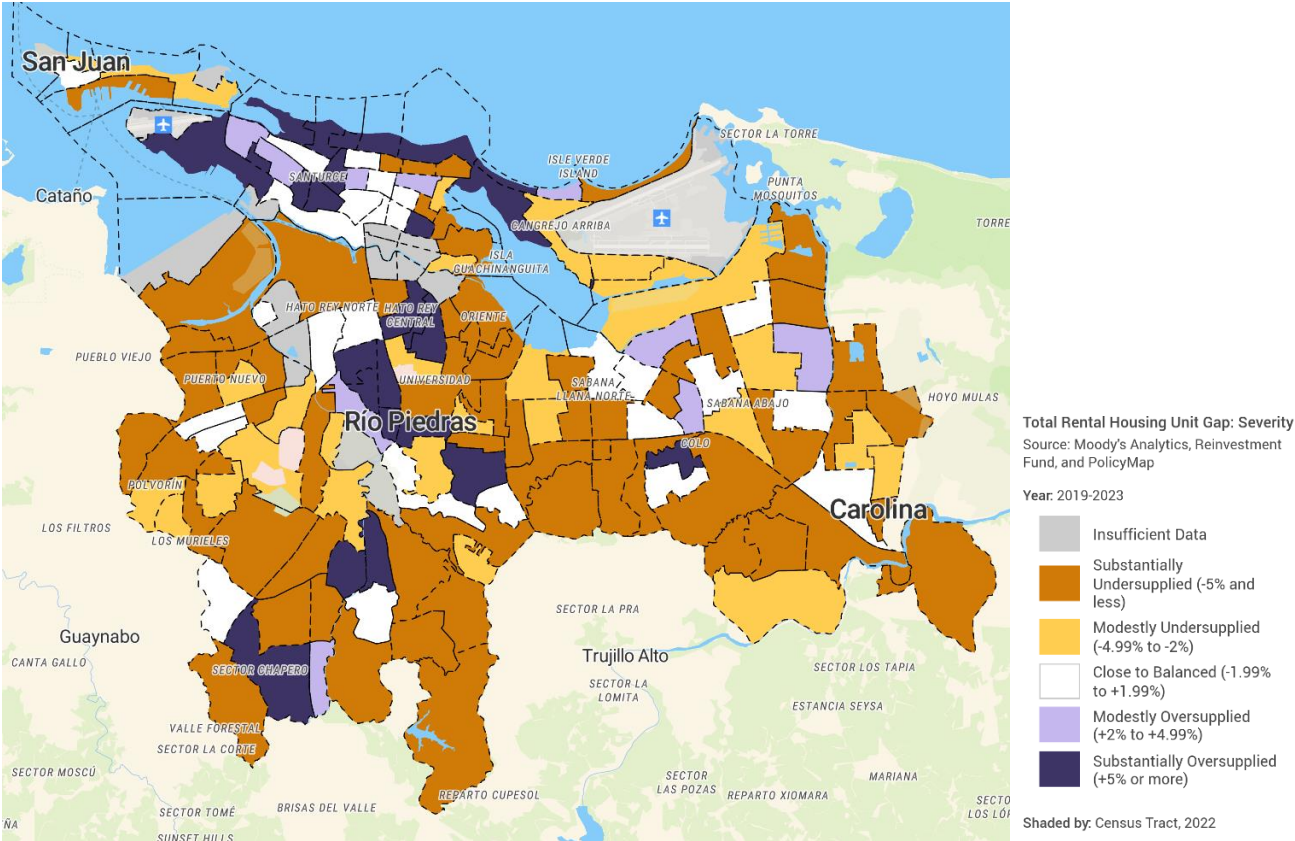 San Juan
SECTOR LA TORRE
ISLE VERDE
ISLAND
PUNTA
MOSQUITOS
SANTURCE
Cataño
CANGREJO ARRIBA
TORRE
ISLA
GUACHINANGUITA
HATO REY NORTE
HATO REY
CENTRAL
ORIENTE
PUEBLO VIEJO
PUERTO NUEVO
UNIVERSIDAD
SABANA
LLANA NORTE
SABANA ABAJO
HOYO MULAS
Río Piedras
COLO
POLVORÍN
LOS FILTROS
LOS MURIELES
Carolina
SECTOR LA PRA
Guaynabo
CANTA GALLO
SECTOR CHAPERO
Trujillo Alto
SECTOR LOS TAPIA
SECTOR LA
LOMITA
ESTANCIA SEYSA
VALLE FORESTAL
SECTOR LA CORTE
SECTOR MOSCÚ
SECTOR
LAS POZAS
MARIANA
REPARTO CUPESOL
REPARTO XIOMARA
BRISAS DEL VALLE
SECTOR TOMÉ
SECTO
LOS LÓP
ÑA
SUNSET HILLS
Total Rental Housing Unit Gap: Severity
Source: Moody's Analytics, Reinvestment
Fund, and PolicyMap
Year: 2019-2023
Insufficient Data
Substantially
Undersupplied (-5% and
less)
Modestly Undersupplied
(-4.99% to -2%)
Close to Balanced (-1.99%
to +1.99%)
Modestly Oversupplied
(+2% to +4.99%)
Substantially Oversupplied
(+5% or more)
Shaded by: Census Tract, 2022